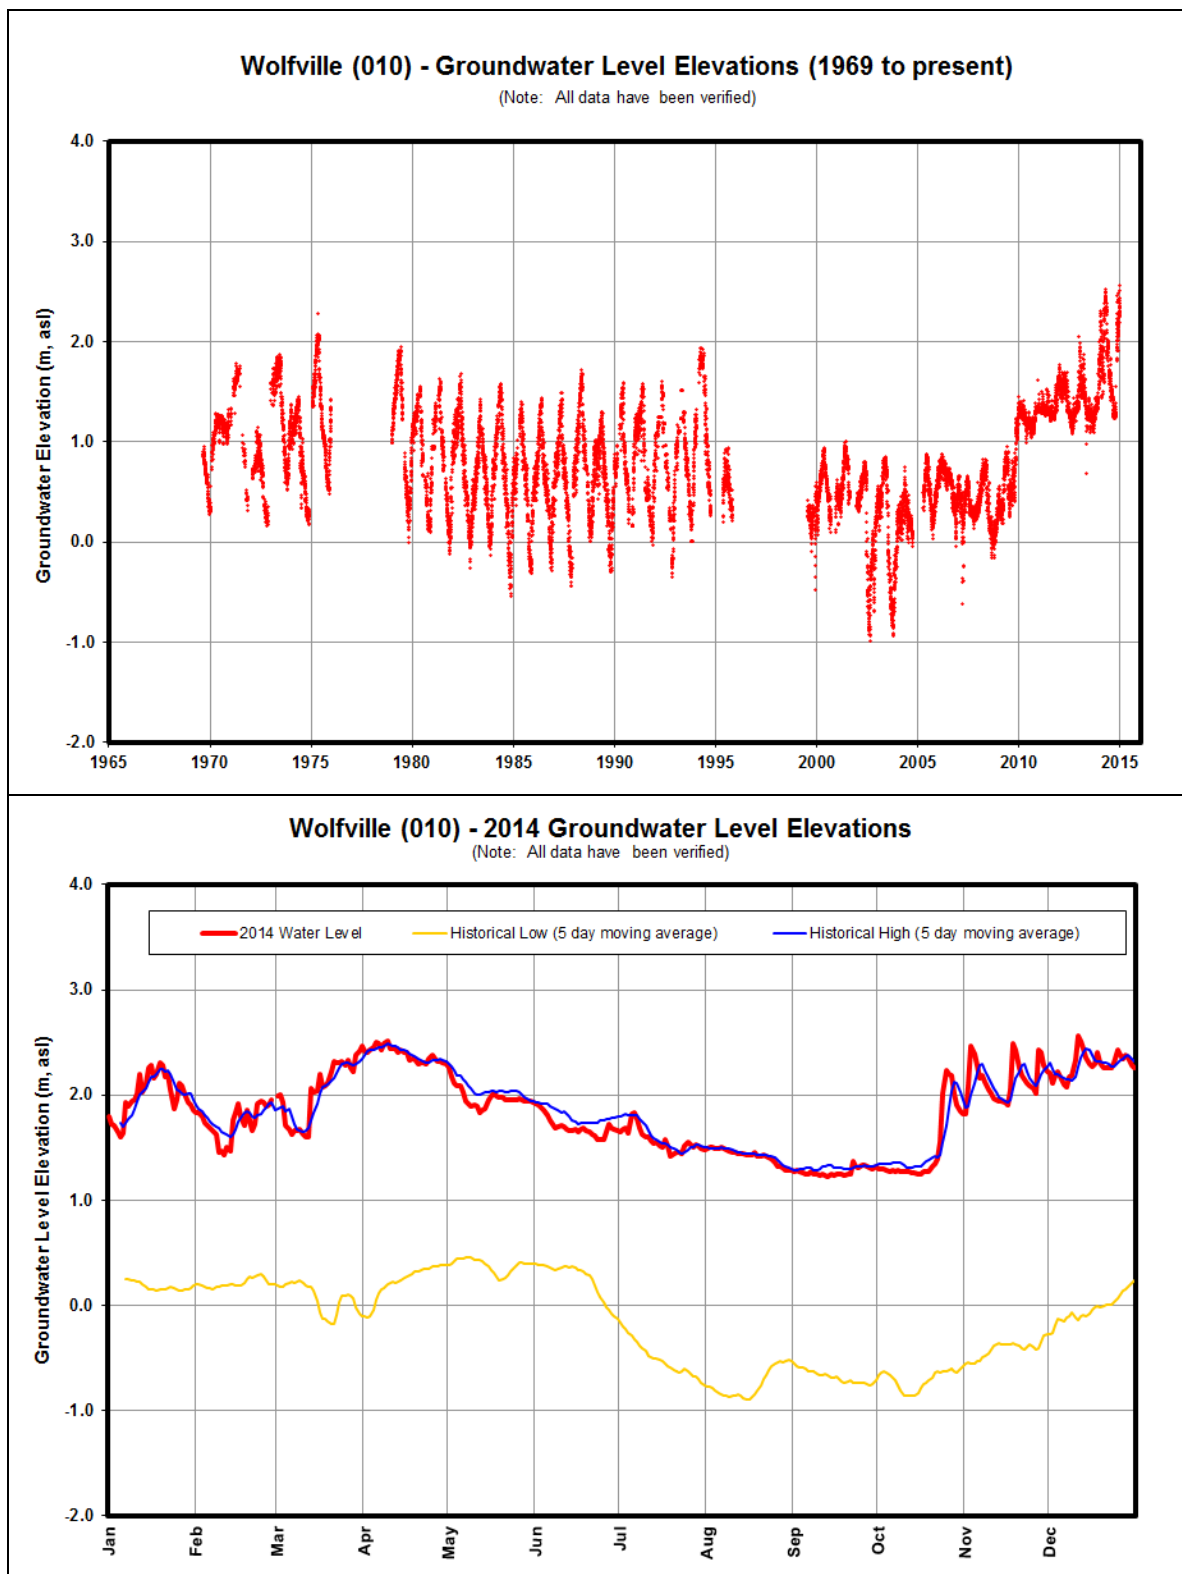 Wolfville (010) - Groundwater Level Elevations (1969 to present)
(Note: All data have been verified)
Groundwater Elevation (m, asl)
4.0
3.0
2.0
1.0
0.0
-1.0
-2.0
1965 1970 1975 1980 1985 1990 1995 2000 2005 2010 2015
Wolfville (010) - 2014 Groundwater Level Elevations
(Note: All data have been verified)
2014 Water Level Historical Low (5 day moving average) Historical High (5 day moving average)
Groundwater Level Elevation (m, asl)
4.0
3.0
2.0
1.0
0.0
-1.0
-2.0
Jan Feb Mar Apr May Jun Jul Aug Sep Oct Nov Dec